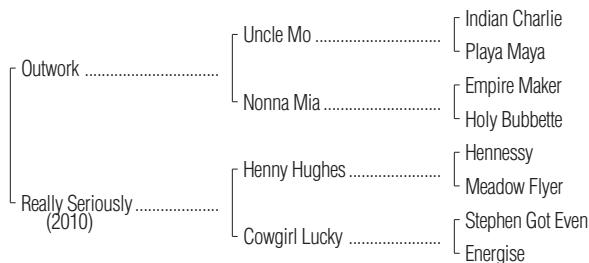 Indian Charlie
Uncle Mo ......................................
Playa Maya
Outwork ........................................
Empire Maker
Nonna Mia ...................................
Holy Bubbette
Hennessy
Henny Hughes ...........................
Meadow Flyer
Really Seriously .........................
(2010)
Stephen Got Even
Cowgirl Lucky ...........................
Energise